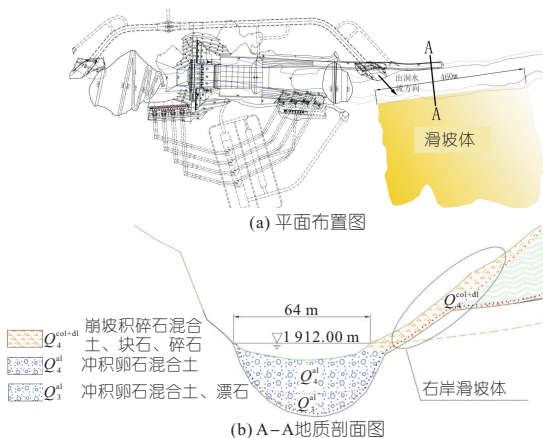 A
出洞水
流方向
460m
A
滑坡体
(a) 平面布置图
64 m
1 912.00 m
Q₄ᶜᵒˡ⁺ᵈˡ
Q₄ᶜᵒˡ⁺ᵈˡ 崩坡积碎石混合
土、块石、碎石
Q₄ᵃˡ 冲积卵石混合土
Q₃ᵃˡ 冲积卵石混合土、漂石
Q₄ᵃˡ
Q₃ᵃˡ
右岸滑坡体
(b) A-A地质剖面图